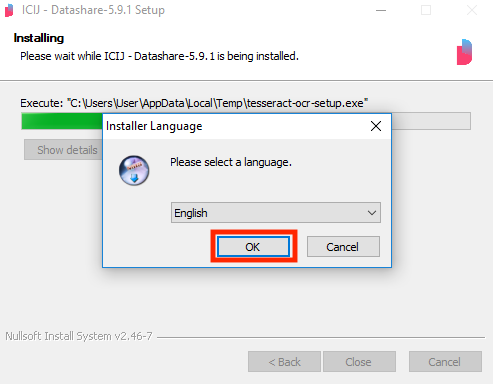 ICIJ - Datashare-5.9.1 Setup
Installing
Please wait while ICIJ - Datashare-5.9.1 is being installed.
Execute: "C:\Users\User\AppData\Local\Temp\tesseract-ocr-setup.exe"
Show details
Installer Language
Please select a language.
English
OK
Cancel
Nullsoft Install System v2.46-7
< Back
Close
Cancel